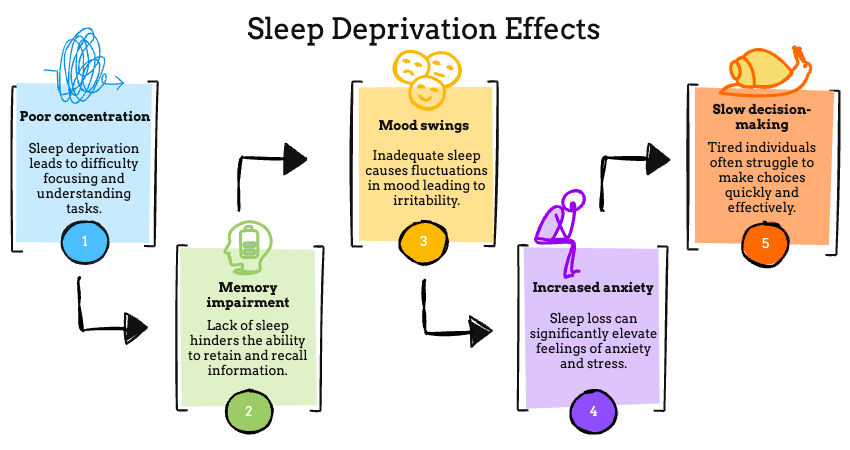 Sleep Deprivation Effects
Poor concentration
Sleep deprivation
leads to difficulty
focusing and
understanding
tasks.
1
Memory
impairment
Lack of sleep
hinders the ability
to retain and recall
information.
2
Mood swings
Inadequate sleep
causes fluctuations
in mood leading to
irritability.
3
Increased anxiety
Sleep loss can
significantly elevate
feelings of anxiety
and stress.
4
Slow decision-
making
Tired individuals
often struggle to
make choices
quickly and
effectively.
5